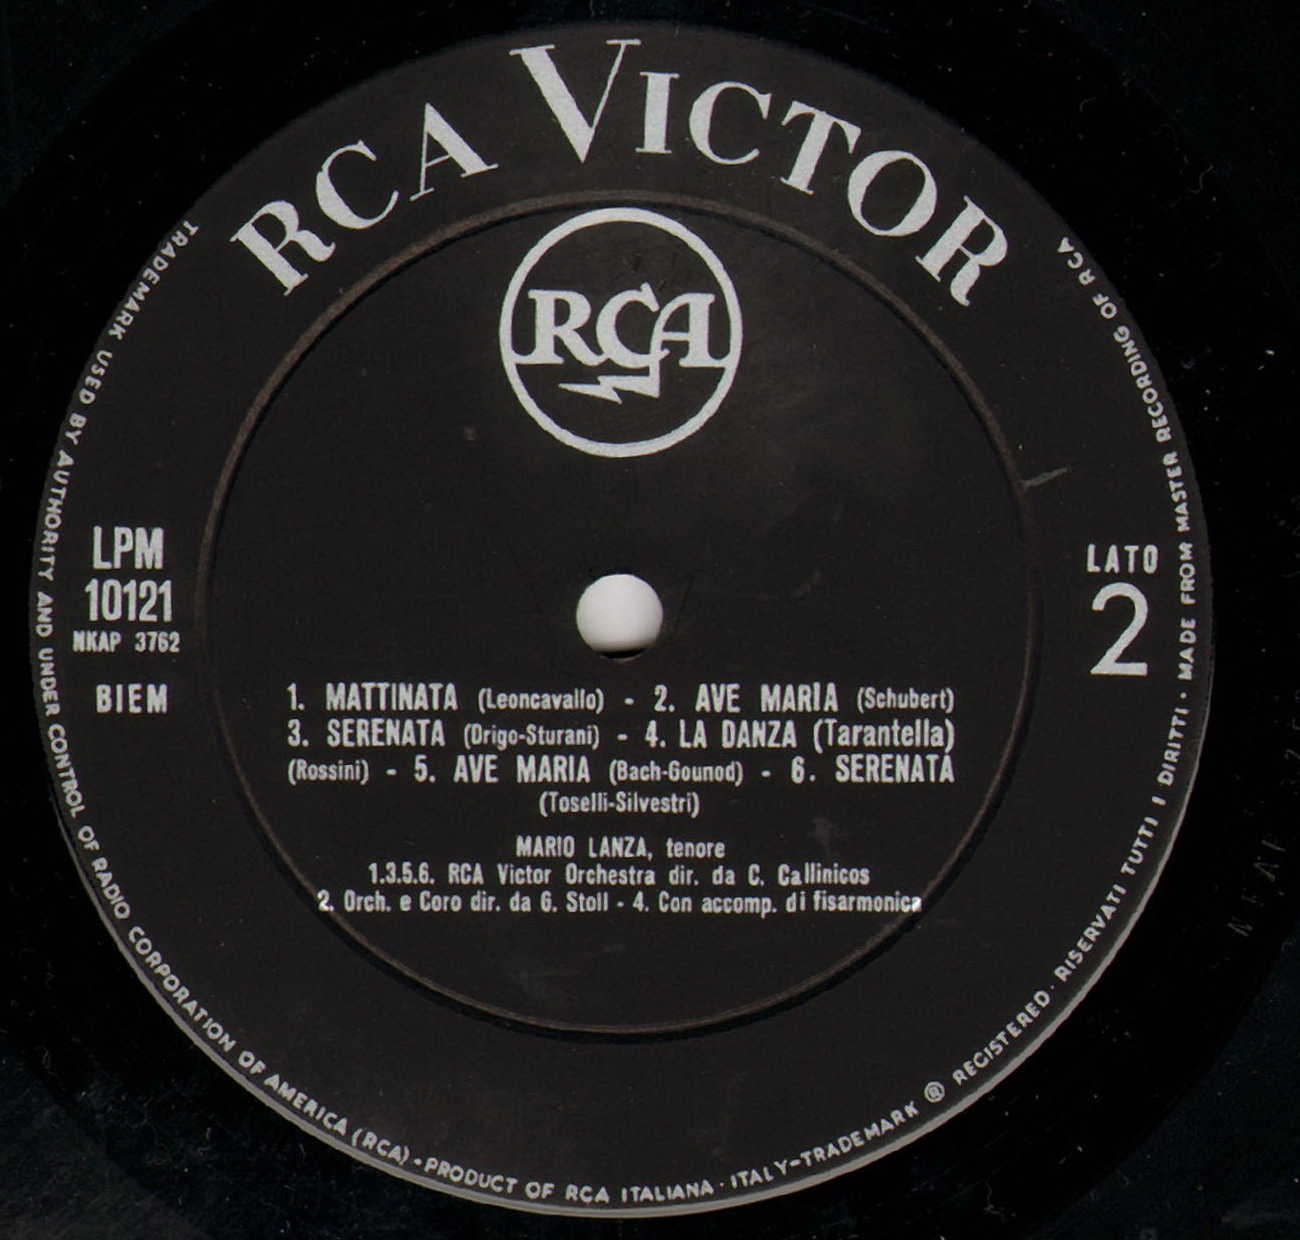 RCA VICTOR
RCA
LPM
10121
NKAP 3762
BIEM
LATO
2
1. MATTINATA (Leoncavallo) - 2. AVE MARIA (Schubert)
3. SERENATA (Drigo-Sturani) - 4. LA DANZA (Tarantella)
(Rossini) - 5. AVE MARIA (Bach-Gounod) - 6. SERENATA
(Toselli-Silvestri)
MARIO LANZA, tenore
1.3.5.6. RCA Victor Orchestra dir. da C. Callinicos
2. Orch. e Coro dir. da G. Stoll - 4. Con accomp. di fisarmonica
TRADEMARK USED BY AUTHORITY AND UNDER CONTROL OF RADIO CORPORATION OF AMERICA (RCA) • PRODUCT OF RCA ITALIANA · ITALY-TRADEMARK ® REGISTERED · RISERVATI TUTTI I DIRITTI · MADE FROM MASTER RECORDING OF RCA